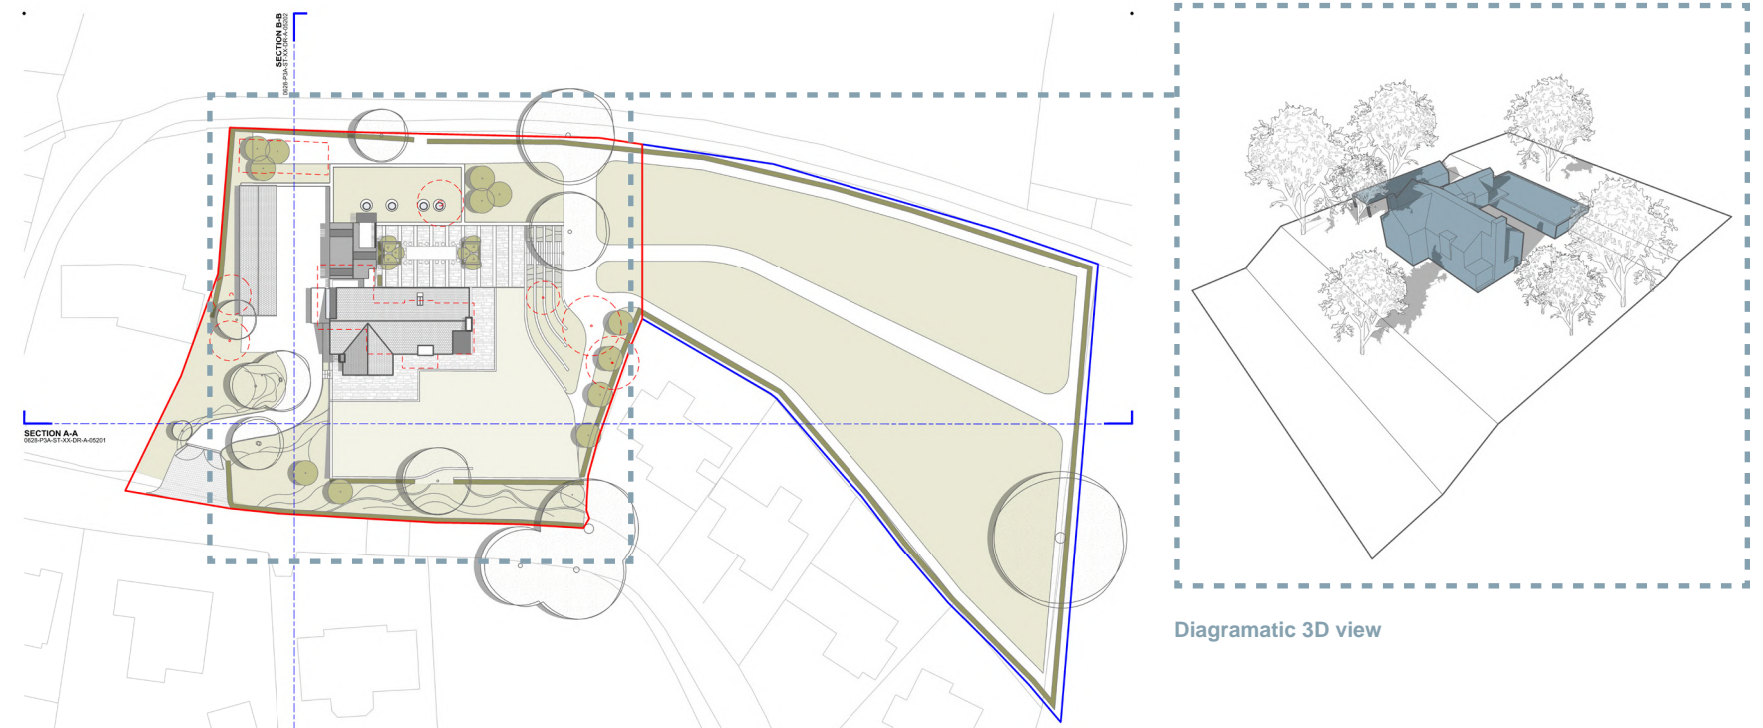 SECTION B-B
0628-P3A-ST-XX-DR-A-05202
SECTION A-A
0628-P3A-ST-XX-DR-A-05201
Diagramatic 3D view